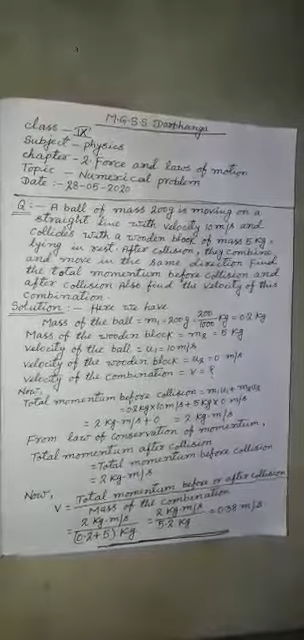 M.G.S.S Darbhanga
class - IX
Subject - physics
chapter - 2 Force and laws of motion
Topic - Numerical problem
Date :- 28-05-2020
Q:- A ball of mass 200g is moving on a
straight line with velocity 10 m/s and
collides with a wooden block of mass 5 kg
lying in rest. After collision, they combine
and move in the same direction Find
the total momentum before collision and
after collision Also find the velocity of this
combination.
Solution :- Here we have
Mass of the ball = m₁ = 200g = 200/1000 kg = 0.2 kg
Mass of the wooden block = m₂ = 5 kg
velocity of the ball = u₁ = 10 m/s
velocity of the wooden block = u₂ = 0 m/s
velocity of the combination = v = ?
Now,
Total momentum before collision = m₁u₁ + m₂u₂
= 0.2 kg x 10 m/s + 5 kg x 0 m/s
= 2 kg.m/s + 0 = 2 kg.m/s
From law of conservation of momentum,
Total momentum after collision
= Total momentum before collision
= 2 kg.m/s
Now,
V = Total momentum before or after collision / Mass of the combination
= 2 kg.m/s / (0.2+5) kg = 2 kg.m/s / 5.2 kg = 0.38 m/s